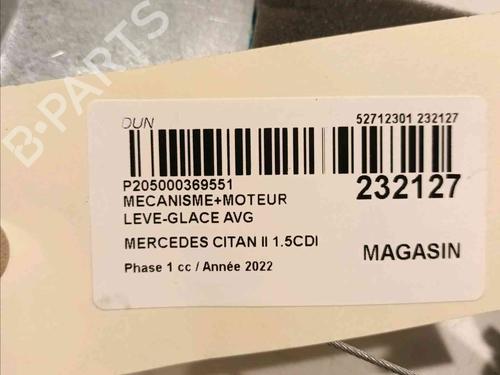 DUN
52712301 232127
P205000369551
232127
MECANISME+MOTEUR
LEVE-GLACE AVG
MERCEDES CITAN II 1.5CDI
MAGASIN
Phase 1 cc / Année 2022
B-PARTS